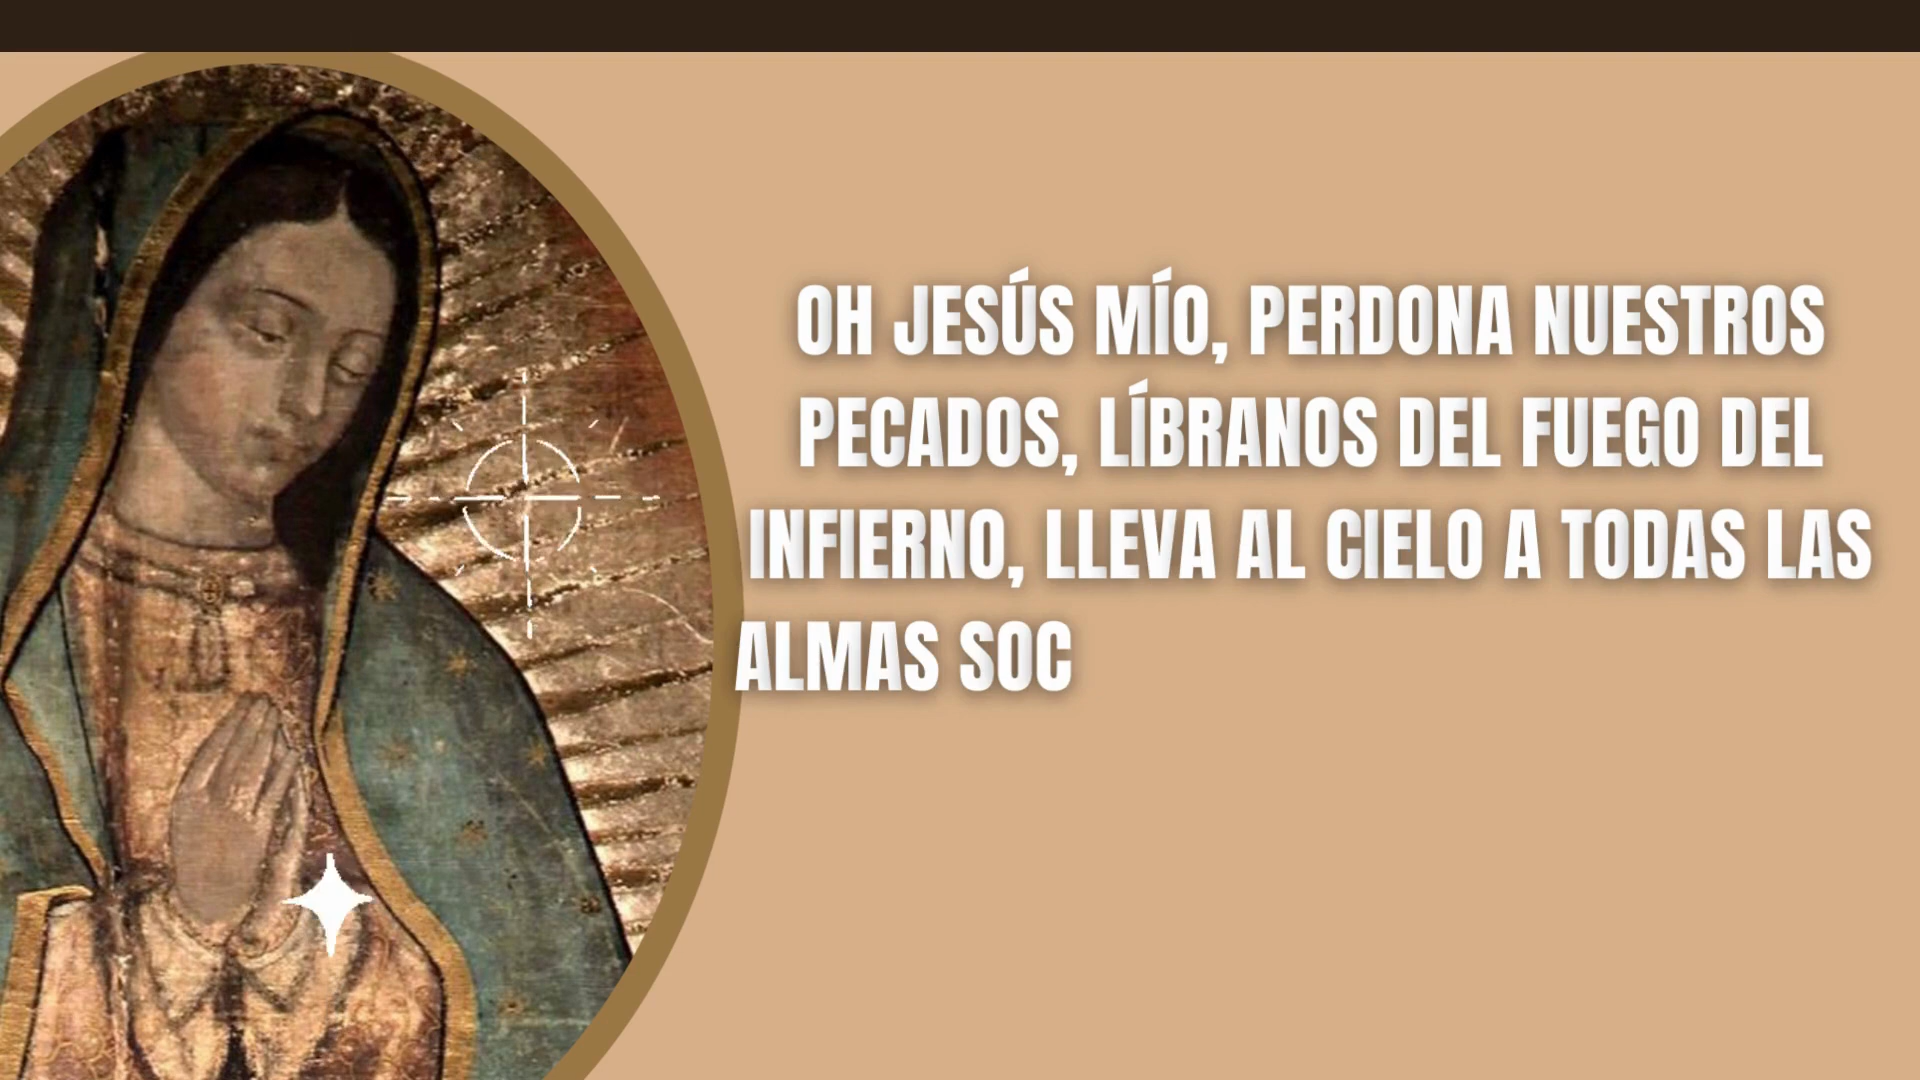 OH JESÚS MÍO, PERDONA NUESTROS
PECADOS, LÍBRANOS DEL FUEGO DEL
INFIERNO, LLEVA AL CIELO A TODAS LAS
ALMAS SOC